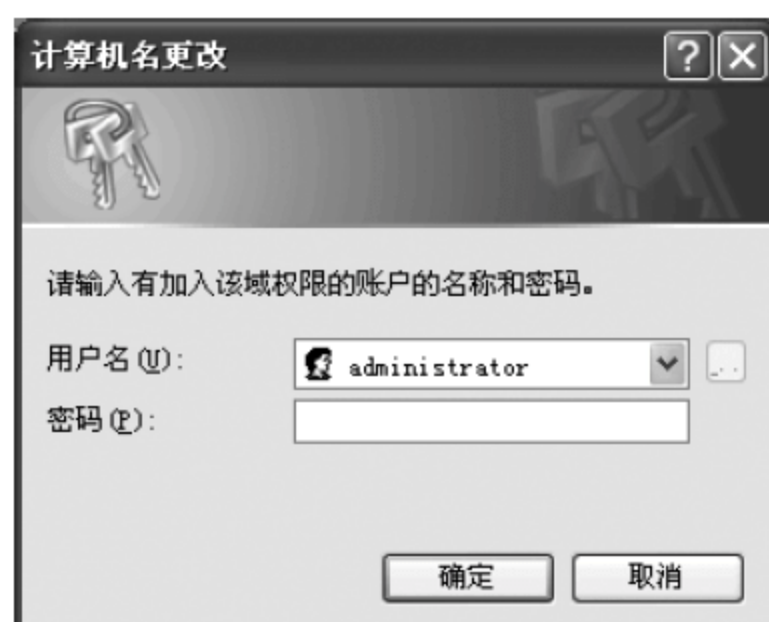 计算机名更改
请输入有加入该域权限的账户的名称和密码。
用户名(U): administrator
密码(P):
确定 取消